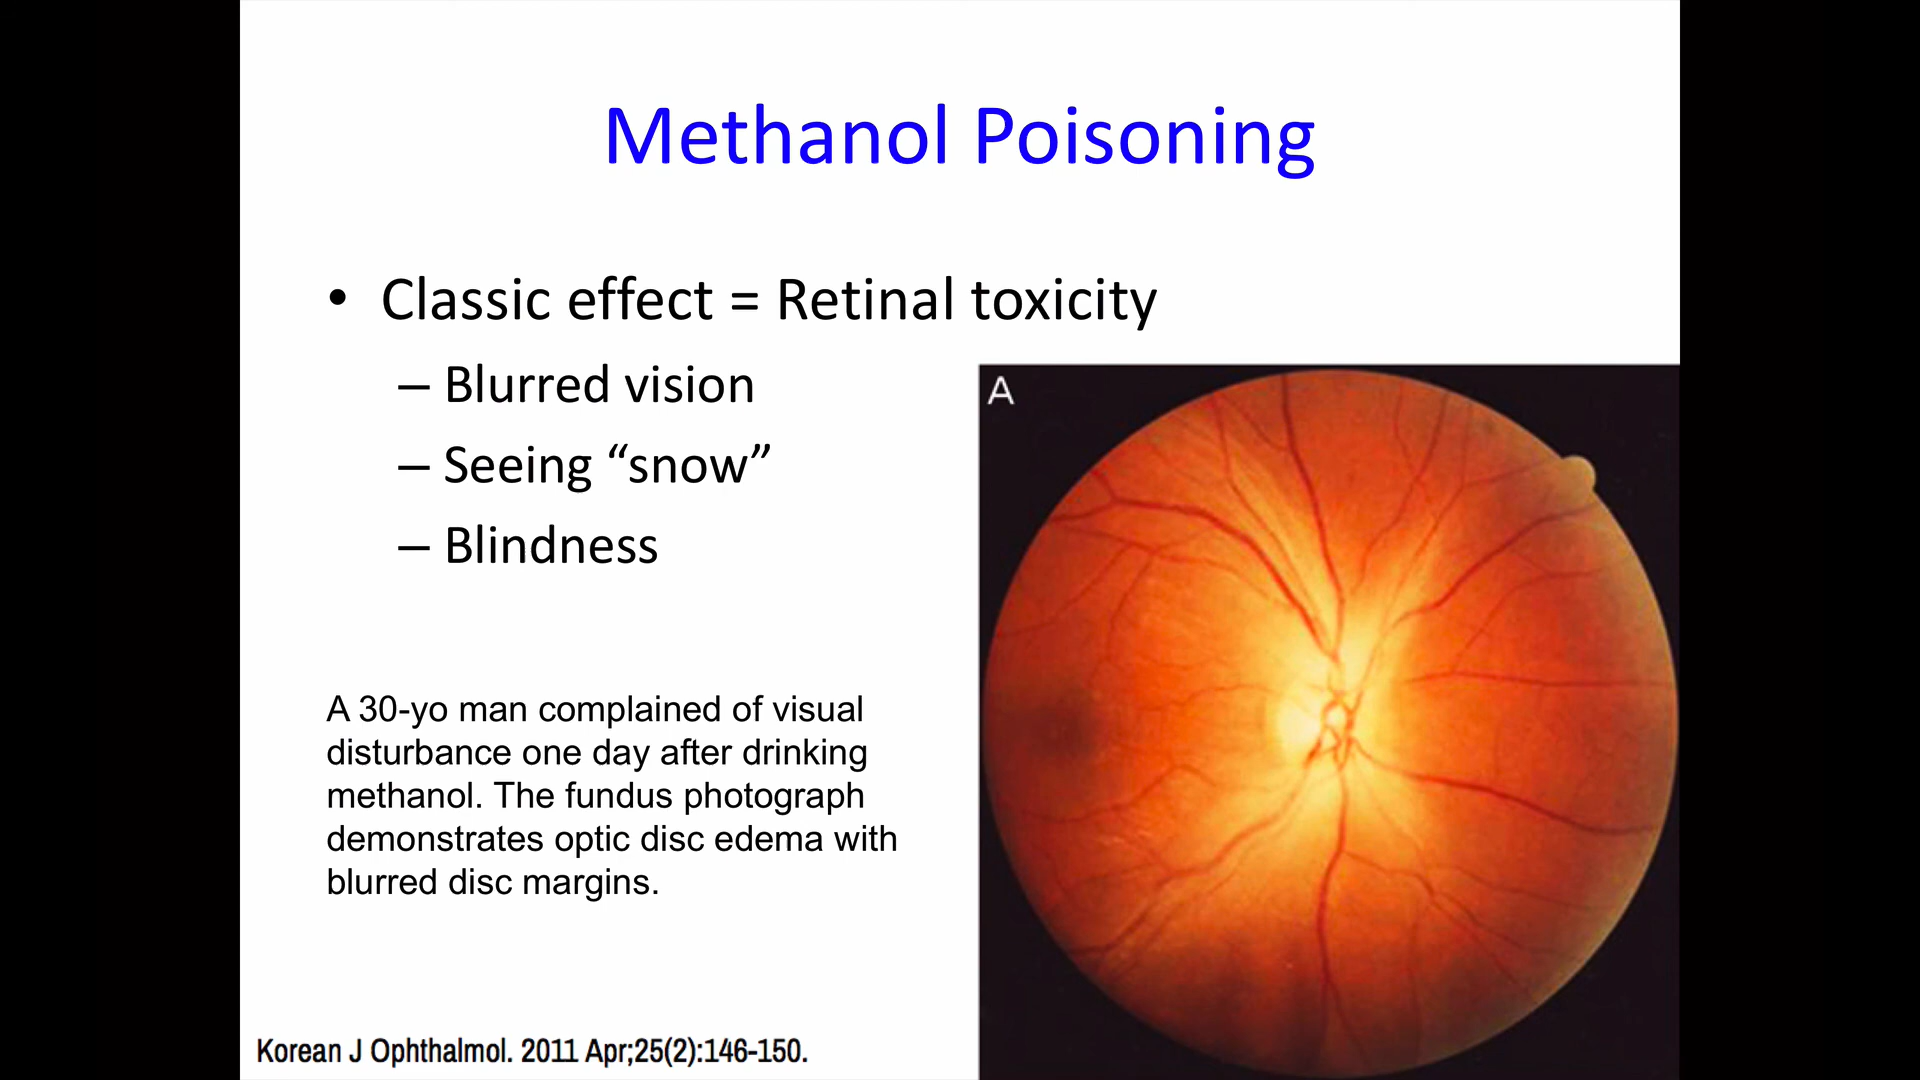 Methanol Poisoning
• Classic effect = Retinal toxicity
– Blurred vision
– Seeing “snow”
– Blindness
A
A 30-yo man complained of visual
disturbance one day after drinking
methanol. The fundus photograph
demonstrates optic disc edema with
blurred disc margins.
Korean J Ophthalmol. 2011 Apr;25(2):146-150.